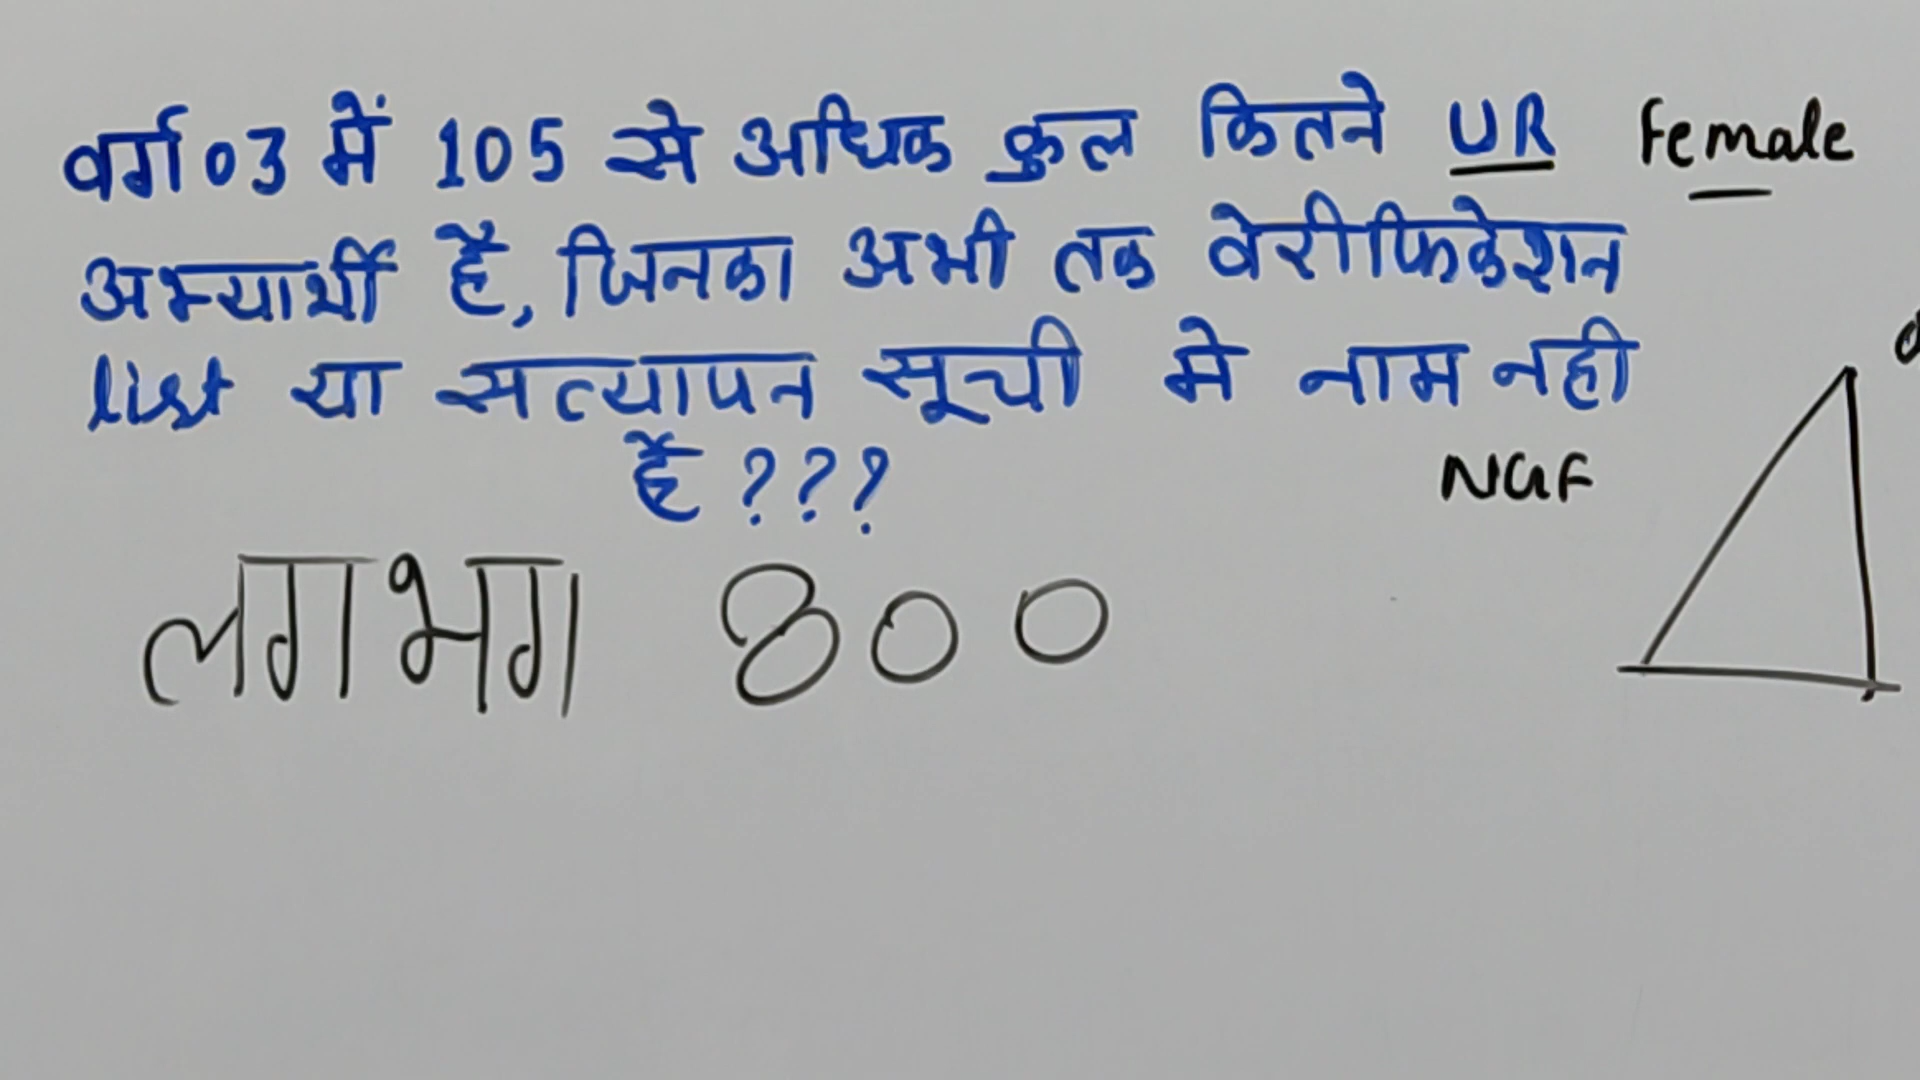 वर्ग 03 में 105 से अधिक कुल कितने UR Female
अभ्यार्थी है, जिनका अभी तक वेरीफिकेशन
list या सत्यापन सूची मे नाम नही
है ???
NGF
लगभग 800